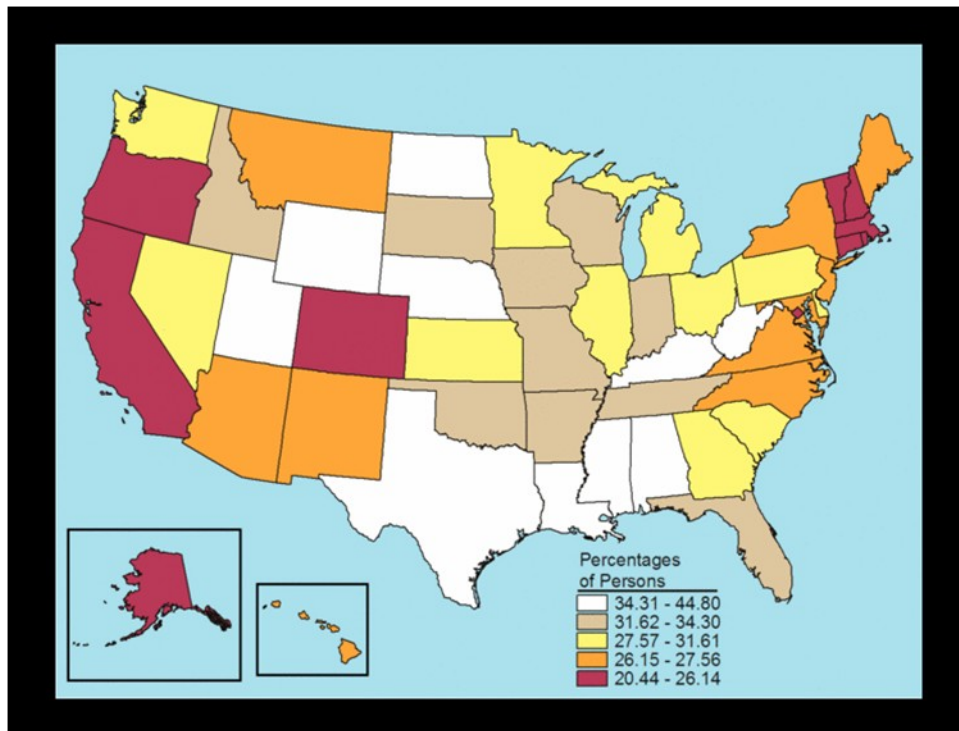 Percentages
of Persons
34.31 - 44.80
31.62 - 34.30
27.57 - 31.61
26.15 - 27.56
20.44 - 26.14